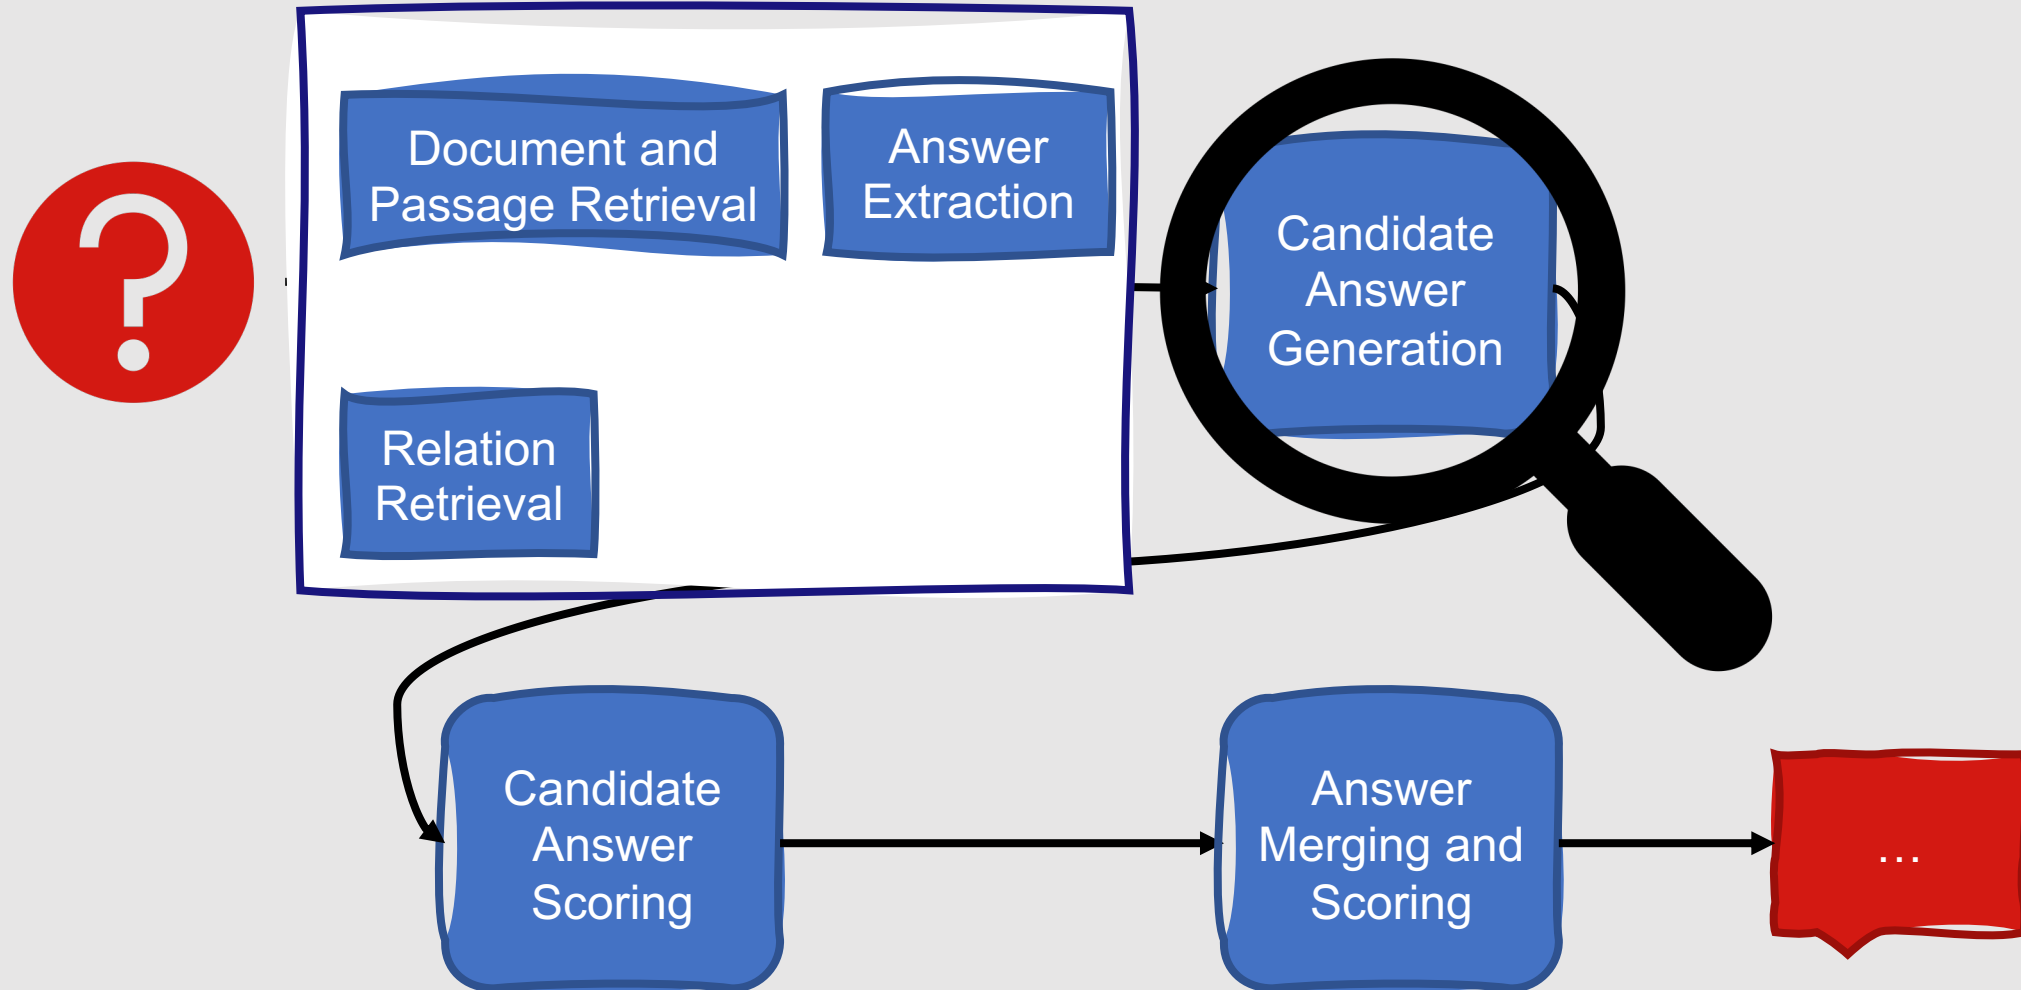 ?
Document and
Passage Retrieval
Answer
Extraction
Relation
Retrieval
Candidate
Answer
Generation
Candidate
Answer
Scoring
Answer
Merging and
Scoring
...